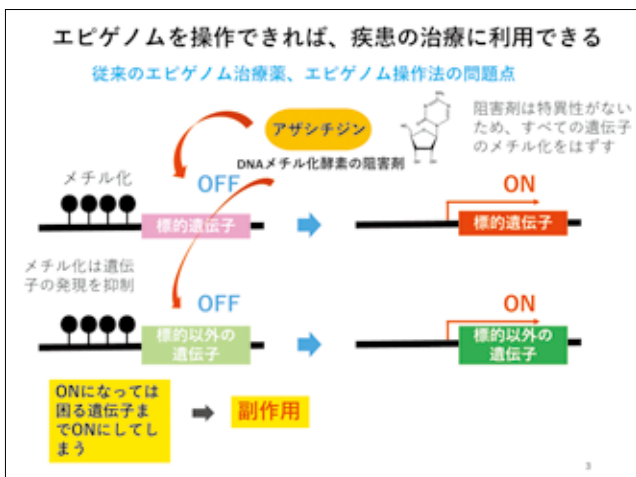 エピゲノムを操作できれば、疾患の治療に利用できる
従来のエピゲノム治療薬、エピゲノム操作法の問題点
アザシチジン
DNAメチル化酵素の阻害剤
阻害剤は特異性がない
ため、すべての遺伝子
のメチル化をはずす
メチル化
OFF
ON
標的遺伝子
標的遺伝子
メチル化は遺伝
子の発現を抑制
OFF
ON
標的以外の
遺伝子
標的以外の
遺伝子
ONになっては
困る遺伝子ま
でONにしてし
まう
副作用
3